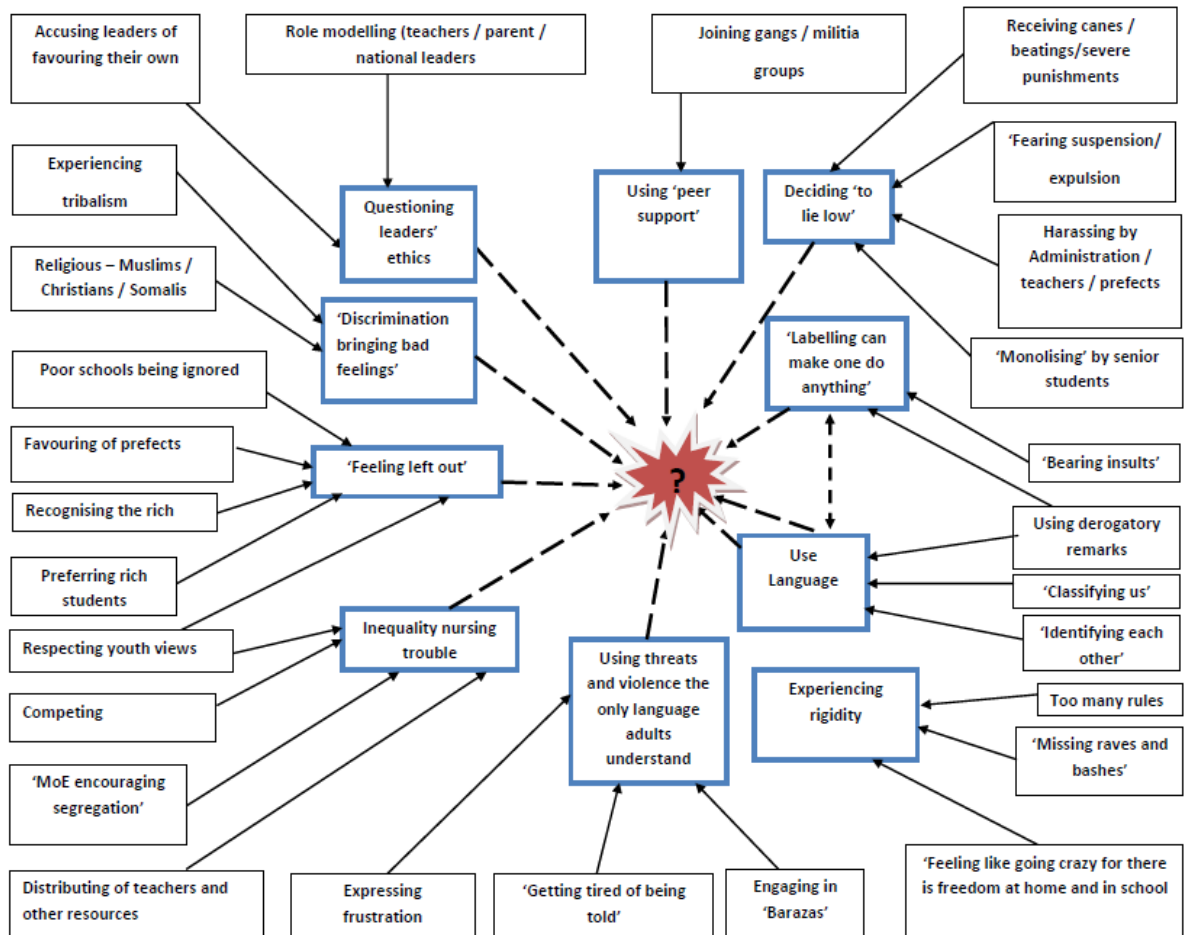 Accusing leaders of
favouring their own
Role modelling (teachers / parent /
national leaders
Joining gangs / militia
groups
Receiving canes /
beatings/severe
punishments
Experiencing
tribalism
Questioning
leaders'
ethics
Using 'peer
support'
Deciding 'to
lie low'
'Fearing suspension/
expulsion
Religious – Muslims /
Christians / Somalis
Harassing by
Administration /
teachers / prefects
'Discrimination
bringing bad
feelings'
'Labelling can
make one do
anything'
'Monolising' by senior
students
Poor schools being ignored
Favouring of prefects
'Feeling left out'
?
'Bearing insults'
Recognising the rich
Using derogatory
remarks
Preferring rich
students
Use
Language
'Classifying us'
Respecting youth views
Inequality nursing
trouble
'Identifying each
other'
Using threats
and violence the
only language
adults
understand
Experiencing
rigidity
Too many rules
Competing
'Missing raves and
bashes'
'MoE encouraging
segregation'
Distributing of teachers and
other resources
Expressing
frustration
'Getting tired of being
told'
Engaging in
'Barazas'
'Feeling like going crazy for there
is freedom at home and in school